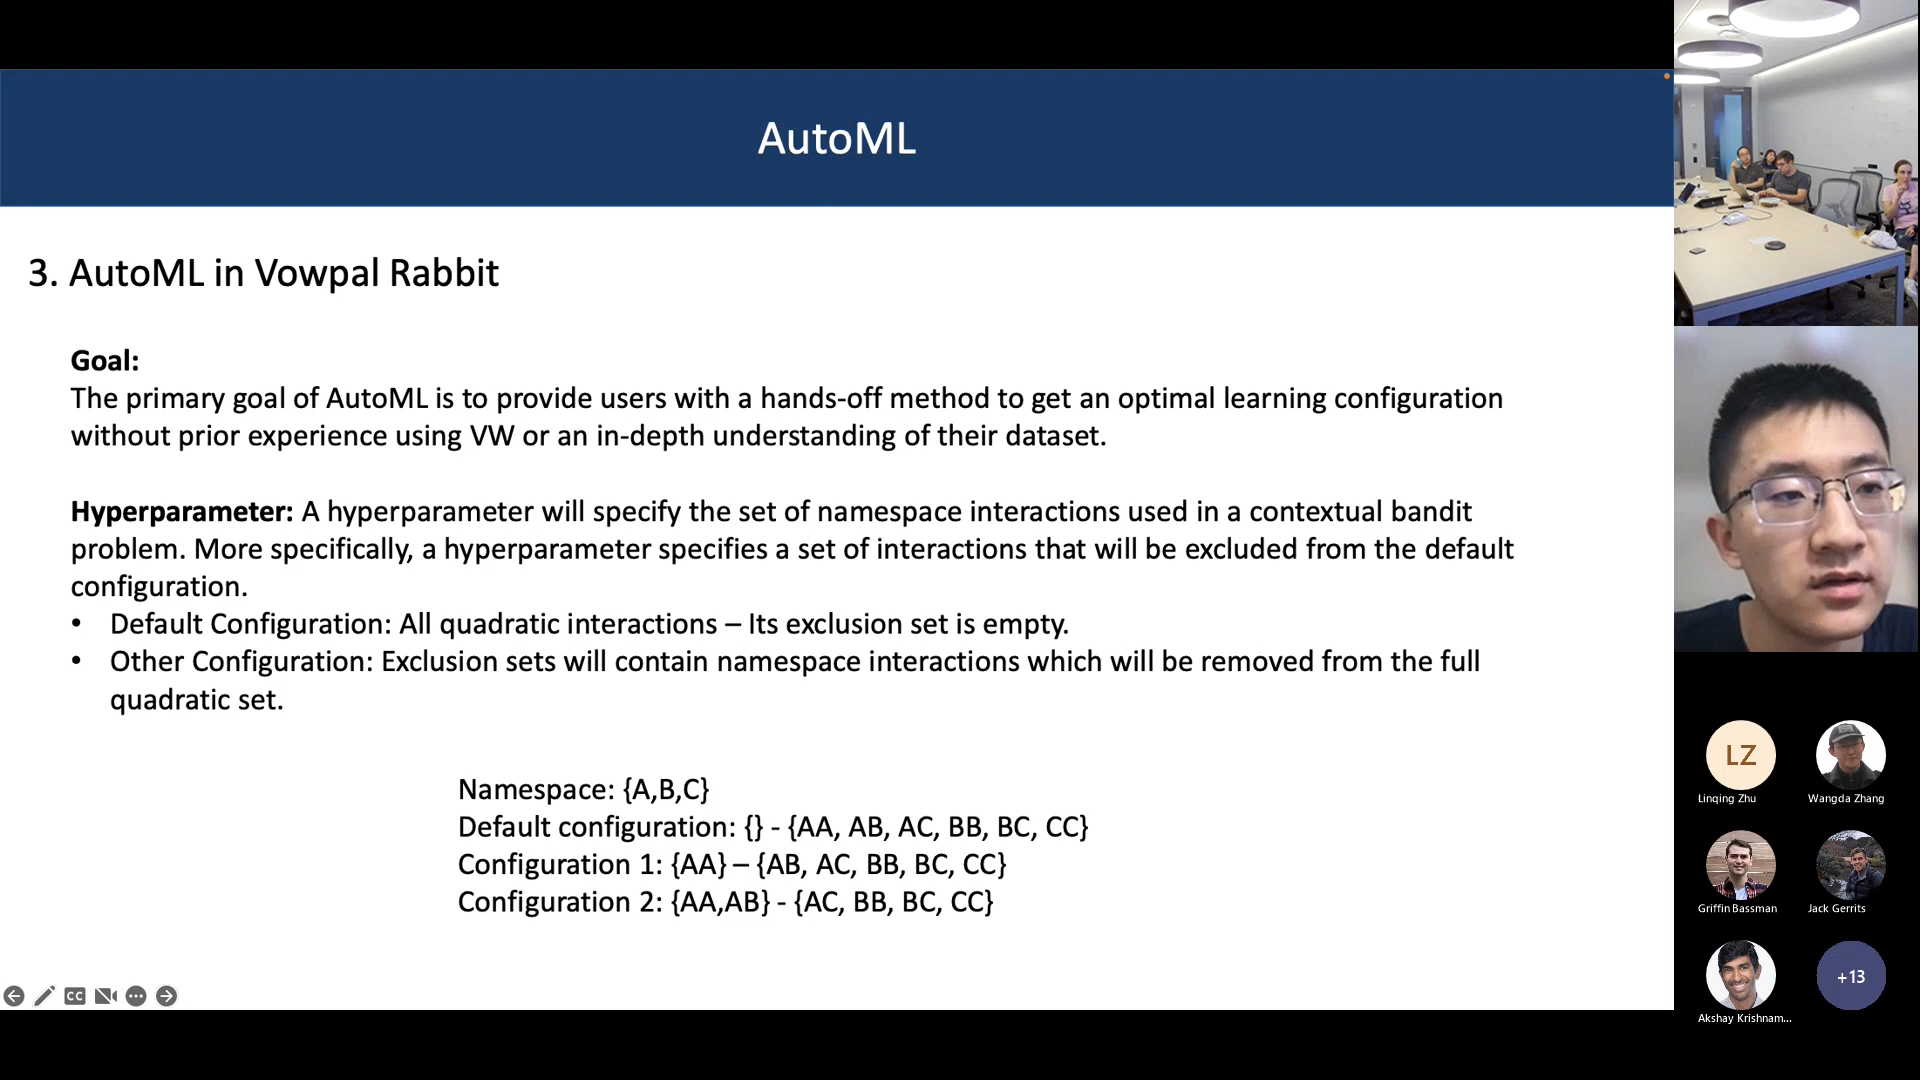 AutoML
3. AutoML in Vowpal Rabbit
Goal:
The primary goal of AutoML is to provide users with a hands-off method to get an optimal learning configuration
without prior experience using VW or an in-depth understanding of their dataset.
Hyperparameter: A hyperparameter will specify the set of namespace interactions used in a contextual bandit
problem. More specifically, a hyperparameter specifies a set of interactions that will be excluded from the default
configuration.
• Default Configuration: All quadratic interactions – Its exclusion set is empty.
• Other Configuration: Exclusion sets will contain namespace interactions which will be removed from the full
quadratic set.
Namespace: {A,B,C}
Default configuration: {} - {AA, AB, AC, BB, BC, CC}
Configuration 1: {AA} – {AB, AC, BB, BC, CC}
Configuration 2: {AA,AB} - {AC, BB, BC, CC}
CC
LZ
Linqing Zhu
Wangda Zhang
Griffin Bassman
Jack Gerrits
Akshay Krishnam...
+13